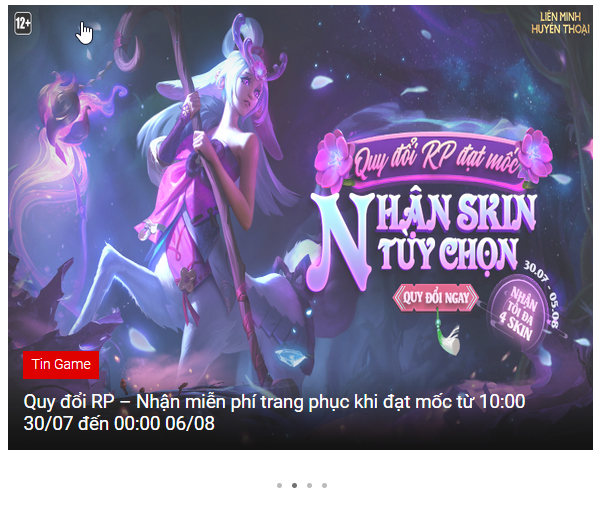 12+
LIÊN MINH
HUYỀN THOẠI
Quy đổi RP đạt mốc
NHẬN SKIN
TÙY CHỌN
30.07 - 05.08
QUY ĐỔI NGAY
NHẬN
TỐI ĐA
4 SKIN
Tin Game
Quy đổi RP – Nhận miễn phí trang phục khi đạt mốc từ 10:00
30/07 đến 00:00 06/08